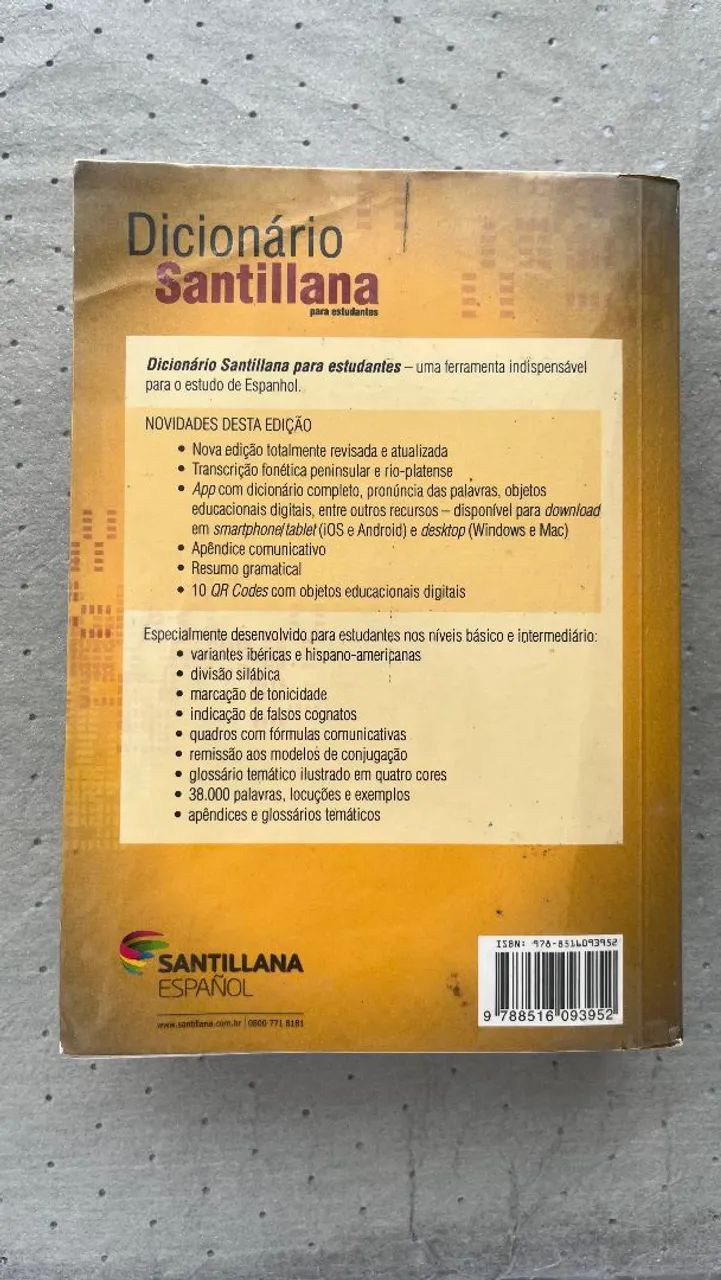 Dicionário
Santillana
para estudantes
Dicionário Santillana para estudantes – uma ferramenta indispensável
para o estudo de Espanhol.
NOVIDADES DESTA EDIÇÃO
• Nova edição totalmente revisada e atualizada
• Transcrição fonética peninsular e rio-platense
• App com dicionário completo, pronúncia das palavras, objetos
educacionais digitais, entre outros recursos – disponível para download
em smartphone/tablet (iOS e Android) e desktop (Windows e Mac)
• Apêndice comunicativo
• Resumo gramatical
• 10 QR Codes com objetos educacionais digitais
Especialmente desenvolvido para estudantes nos níveis básico e intermediário:
• variantes ibéricas e hispano-americanas
• divisão silábica
• marcação de tonicidade
• indicação de falsos cognatos
• quadros com fórmulas comunicativas
• remissão aos modelos de conjugação
• glossário temático ilustrado em quatro cores
• 38.000 palavras, locuções e exemplos
• apêndices e glossários temáticos
SANTILLANA
ESPAÑOL
www.santillana.com.br | 0800 771 8181
ISBN: 978-8516093952
9 788516 093952